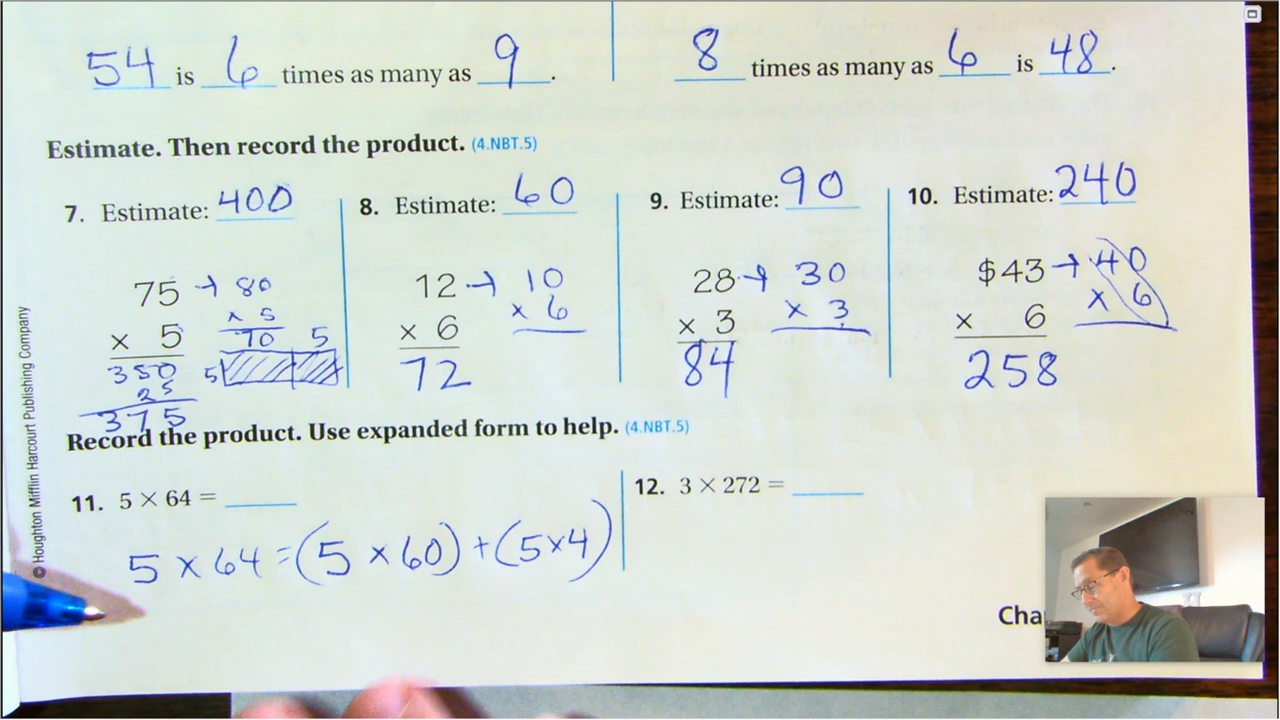 54 is 6 times as many as 9.
8 times as many as 6 is 48.
Estimate. Then record the product. (4.NBT.5)
7. Estimate: 400
75 → 80
× 5
× 5
70 5
350
5
25
375
8. Estimate: 60
12 → 10
× 6
× 6
72
9. Estimate: 90
28 → 30
× 3
× 3
84
10. Estimate: 240
$43 → 40
× 6
× 6
258
Record the product. Use expanded form to help. (4.NBT.5)
11. 5 × 64 =
5 × 64 = (5 × 60) + (5 × 4)
12. 3 × 272 =
© Houghton Mifflin Harcourt Publishing Company